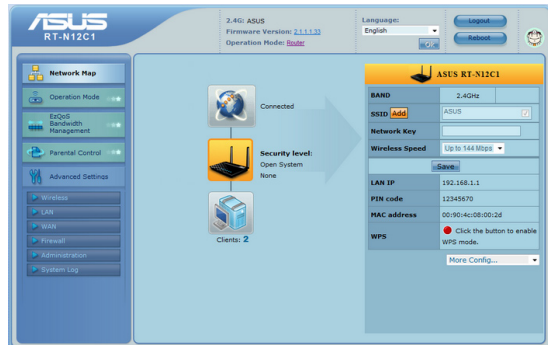 ASUS
RT-N12C1
2.4G: ASUS
Firmware Version: 2.1.1.1.33
Operation Mode: Router
Language:
English
OK
Logout
Reboot
Network Map
Operation Mode
EzQoS
Bandwidth
Management
Parental Control
Advanced Settings
Wireless
LAN
WAN
Firewall
Administration
System Log
Connected
Security level:
Open System
None
Clients: 2
ASUS RT-N12C1
BAND 2.4GHz
SSID Add ASUS
Network Key
Wireless Speed Up to 144 Mbps
Save
LAN IP 192.168.1.1
PIN code 12345670
MAC address 00:90:4c:08:00:2d
WPS Click the button to enable
WPS mode.
More Config...